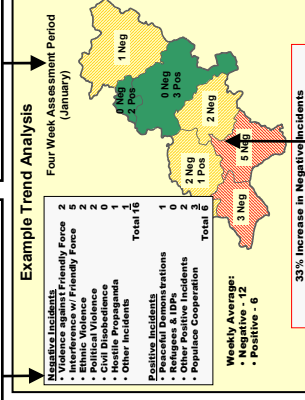 Example Trend Analysis
Four Week Assessment Period
(January)
Negative Incidents
• Violence against Friendly Force 2
• Interference w/ Friendly Force 5
• Ethnic Violence 2
• Political Violence 2
• Civil Disobedience 0
• Hostile Propaganda 1
• Other Incidents 1
Total 16
Positive Incidents
• Peaceful Demonstrations 1
• Refugees & IDPs 0
• Other Positive Incidents 2
• Populace Cooperation 3
Total 6
Weekly Average:
• Negative - 12
• Positive - 6
1 Neg
0 Neg
2 Pos
0 Neg
3 Pos
2 Neg
2 Neg
1 Pos
5 Neg
3 Neg
33% Increase in Negative Incidents